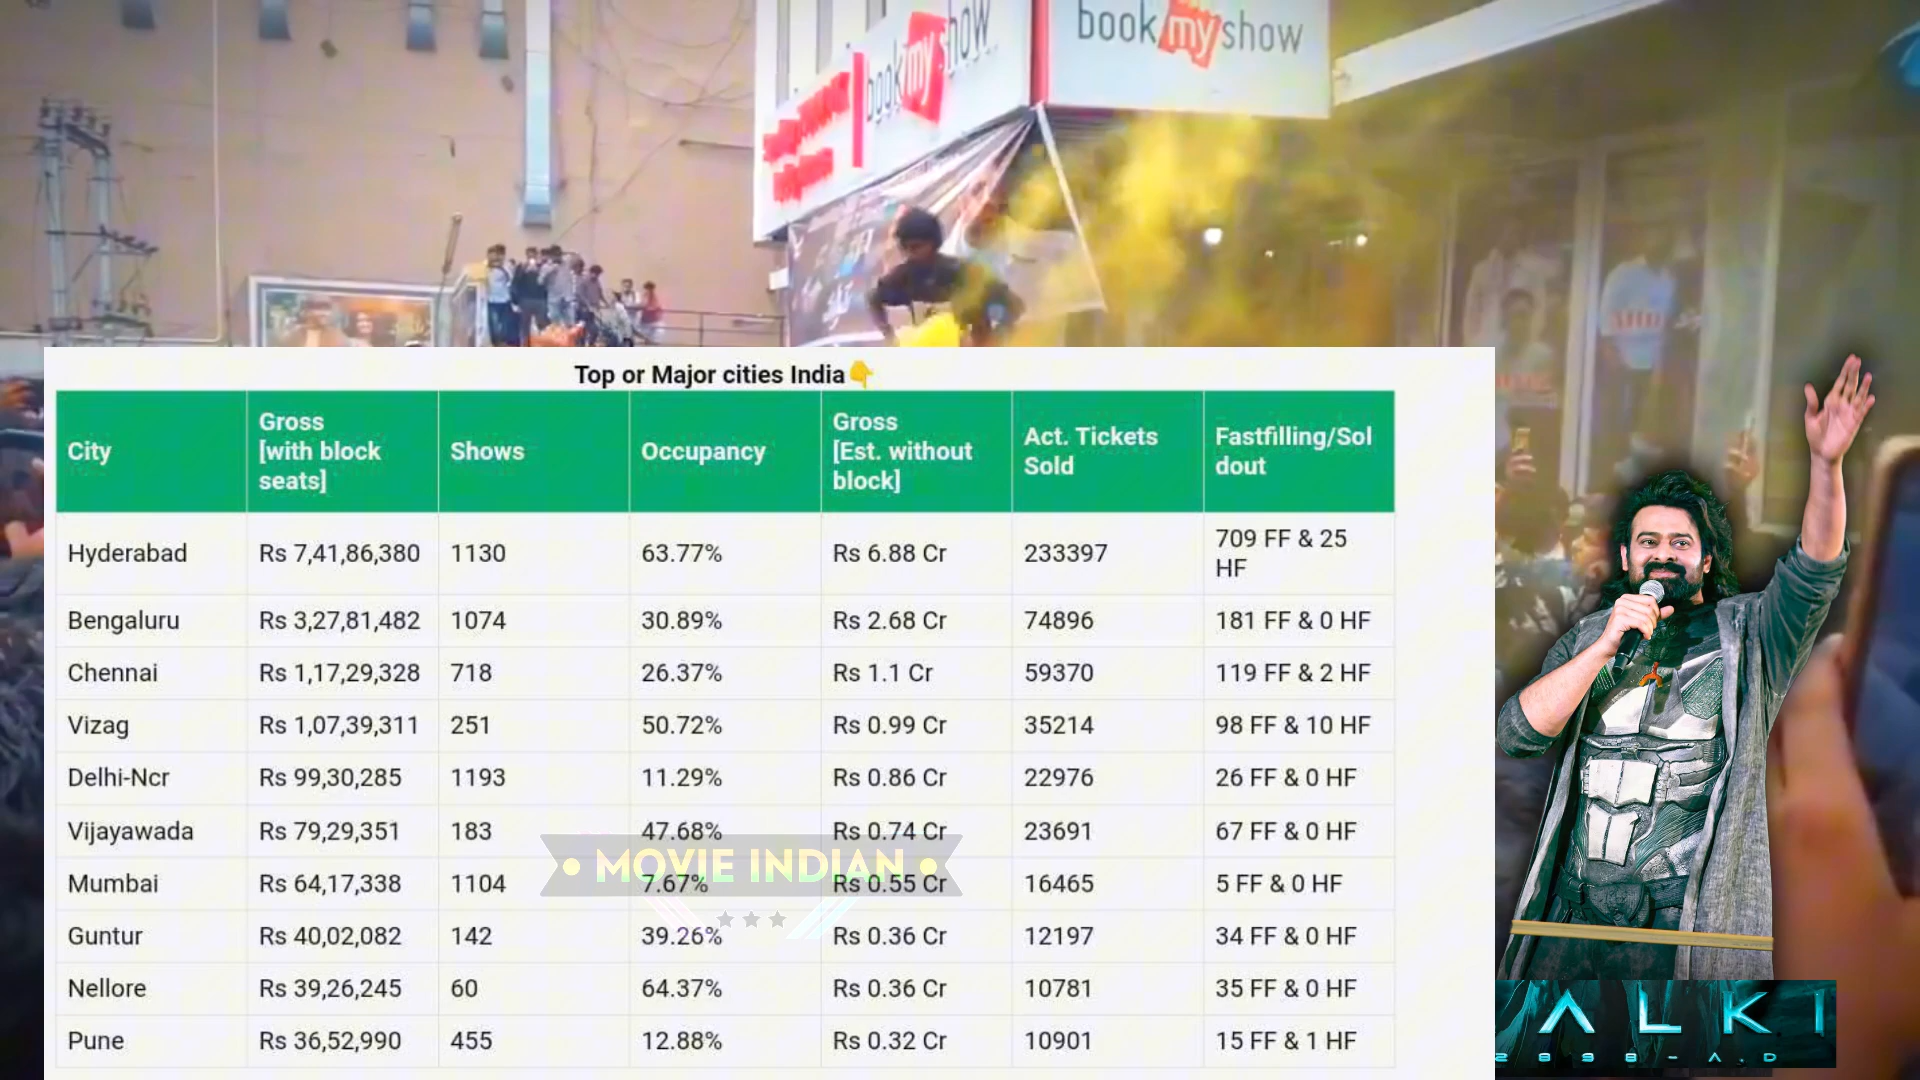 book my show
book my show
Top or Major cities India👇
City Gross [with block seats] Shows Occupancy Gross [Est. without block] Act. Tickets Sold Fastfilling/Sol dout
Hyderabad Rs 7,41,86,380 1130 63.77% Rs 6.88 Cr 233397 709 FF & 25 HF
Bengaluru Rs 3,27,81,482 1074 30.89% Rs 2.68 Cr 74896 181 FF & 0 HF
Chennai Rs 1,17,29,328 718 26.37% Rs 1.1 Cr 59370 119 FF & 2 HF
Vizag Rs 1,07,39,311 251 50.72% Rs 0.99 Cr 35214 98 FF & 10 HF
Delhi-Ncr Rs 99,30,285 1193 11.29% Rs 0.86 Cr 22976 26 FF & 0 HF
Vijayawada Rs 79,29,351 183 47.68% Rs 0.74 Cr 23691 67 FF & 0 HF
MOVIE INDIAN
Mumbai Rs 64,17,338 1104 7.67% Rs 0.55 Cr 16465 5 FF & 0 HF
Guntur Rs 40,02,082 142 39.26% Rs 0.36 Cr 12197 34 FF & 0 HF
Nellore Rs 39,26,245 60 64.37% Rs 0.36 Cr 10781 35 FF & 0 HF
Pune Rs 36,52,990 455 12.88% Rs 0.32 Cr 10901 15 FF & 1 HF
ALKI
2898-A.D